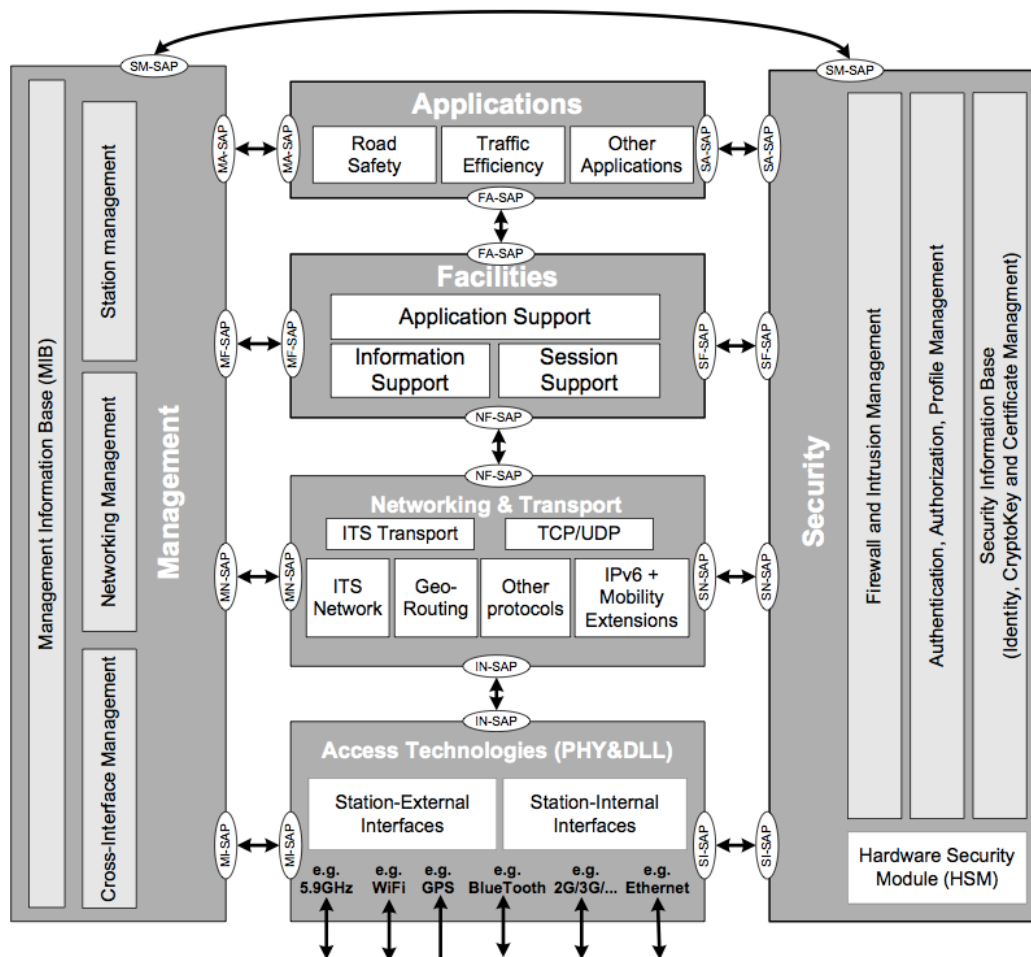 SM-SAP
SM-SAP
Management Information Base (MIB)
Station management
Networking Management
Cross-Interface Management
Management
MA-SAP
MA-SAP
MF-SAP
MF-SAP
MN-SAP
MN-SAP
MI-SAP
MI-SAP
Applications
Road
Safety
Traffic
Efficiency
Other
Applications
FA-SAP
FA-SAP
Facilities
Application Support
Information
Support
Session
Support
NF-SAP
NF-SAP
Networking & Transport
ITS Transport
TCP/UDP
ITS
Network
Geo-
Routing
Other
protocols
IPv6 +
Mobility
Extensions
IN-SAP
IN-SAP
Access Technologies (PHY&DLL)
Station-External
Interfaces
Station-Internal
Interfaces
e.g.
5.9GHz
e.g.
WiFi
e.g.
GPS
e.g.
BlueTooth
e.g.
2G/3G/...
e.g.
Ethernet
SA-SAP
SA-SAP
SF-SAP
SF-SAP
SN-SAP
SN-SAP
SI-SAP
SI-SAP
Security
Firewall and Intrusion Management
Authentication, Authorization, Profile Management
Security Information Base
(Identity, CryptoKey and Certificate Managment)
Hardware Security
Module (HSM)